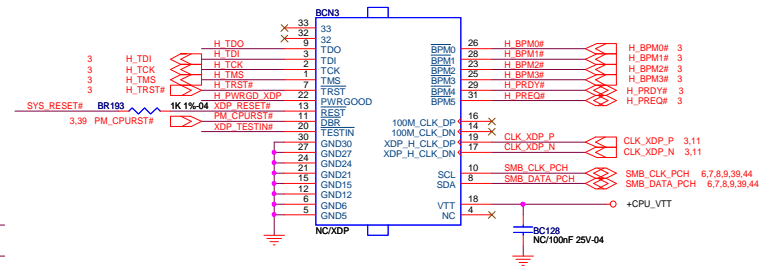 BCN3
33 33
32 32
H_TDO 9 TDO
3 H_TDI H_TDI 3 TDI
3 H_TCK H_TCK 2 TCK
3 H_TMS H_TMS 1 TMS
3 H_TRST# H_TRST# 7 TRST
H_PWRGD_XDP 22 PWRGOOD
SYS_RESET# BR193 1K 1%-04 XDP_RESET# 13 REST
3,39 PM_CPURST# PM_CPURST# 11 DBR
XDP_TESTIN# 20 TESTIN
30 GND30
27 GND27
24 GND24
21 GND21
15 GND15
12 GND12
6 GND6
5 GND5
NC/XDP
BPM0 26 H_BPM0# H_BPM0# 3
BPM1 28 H_BPM1# H_BPM1# 3
BPM2 23 H_BPM2# H_BPM2# 3
BPM3 25 H_BPM3# H_BPM3# 3
BPM4 29 H_PRDY# H_PRDY# 3
BPM5 31 H_PREQ# H_PREQ# 3
100M_CLK_DP 16
100M_CLK_DN 14
XDP_H_CLK_DP 19 CLK_XDP_P CLK_XDP_P 3,11
XDP_H_CLK_DN 17 CLK_XDP_N CLK_XDP_N 3,11
SCL 10 SMB_CLK_PCH SMB_CLK_PCH 6,7,8,9,39,44
SDA 8 SMB_DATA_PCH SMB_DATA_PCH 6,7,8,9,39,44
VTT 18 +CPU_VTT
NC 4
BC128
NC/100nF 25V-04